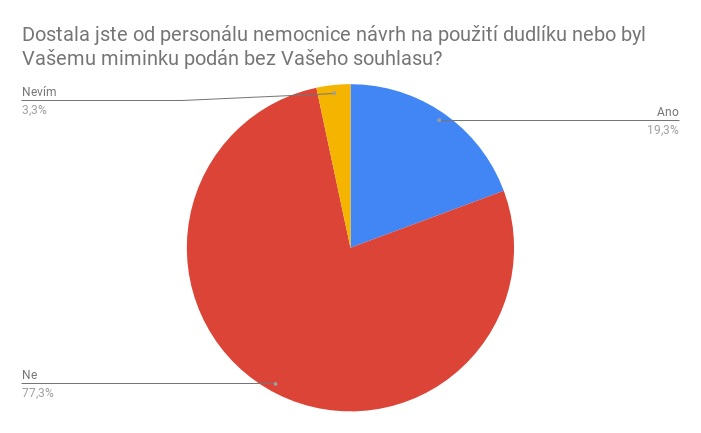 Dostala jste od personálu nemocnice návrh na použití dudlíku nebo byl
Vašemu miminku podán bez Vašeho souhlasu?
Nevím
3,3%
Ano
19,3%
Ne
77,3%